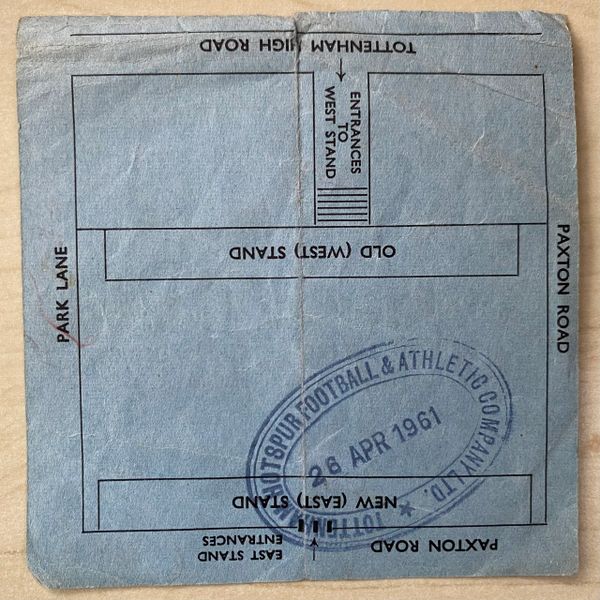 TOTTENHAM HIGH ROAD
ENTRANCES
TO
WEST STAND
OLD (WEST) STAND
PARK LANE
PAXTON ROAD
TOTTENHAM HOTSPUR FOOTBALL & ATHLETIC COMPANY LTD.
26 APR 1961
NEW (EAST) STAND
EAST STAND
ENTRANCES
PAXTON ROAD